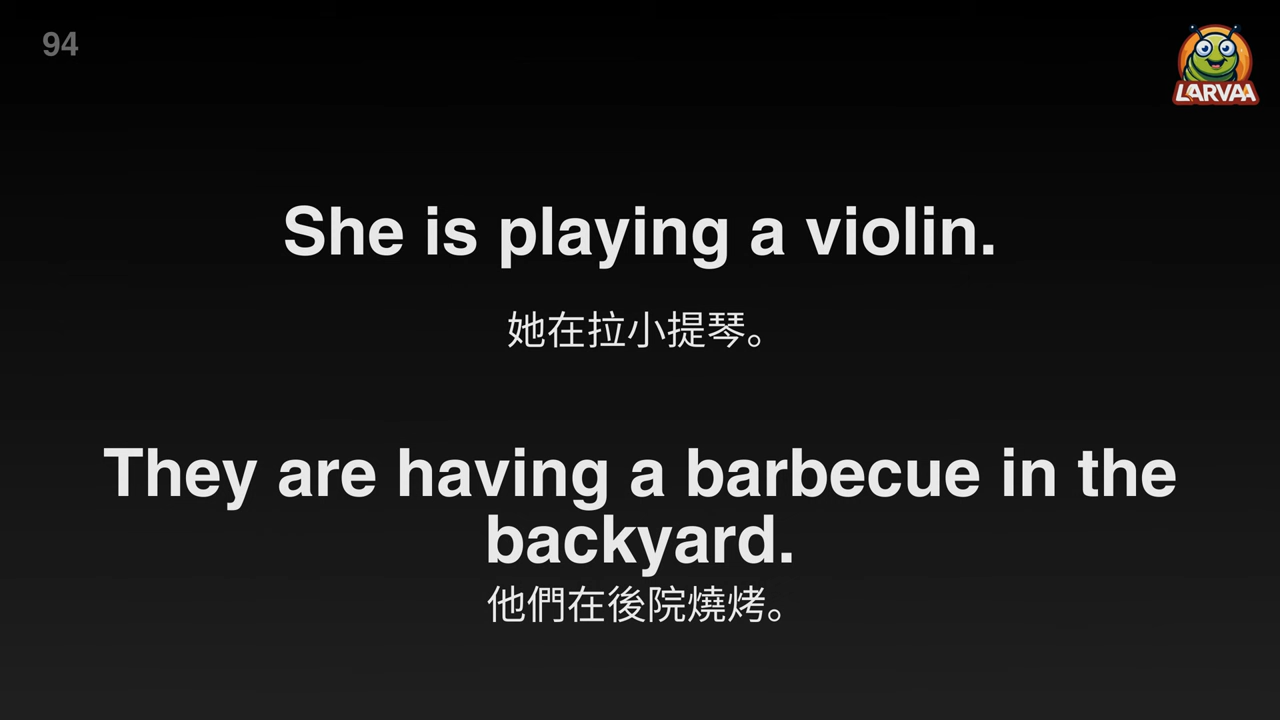 94
LARVAA
She is playing a violin.
她在拉小提琴。
They are having a barbecue in the
backyard.
他們在後院燒烤。